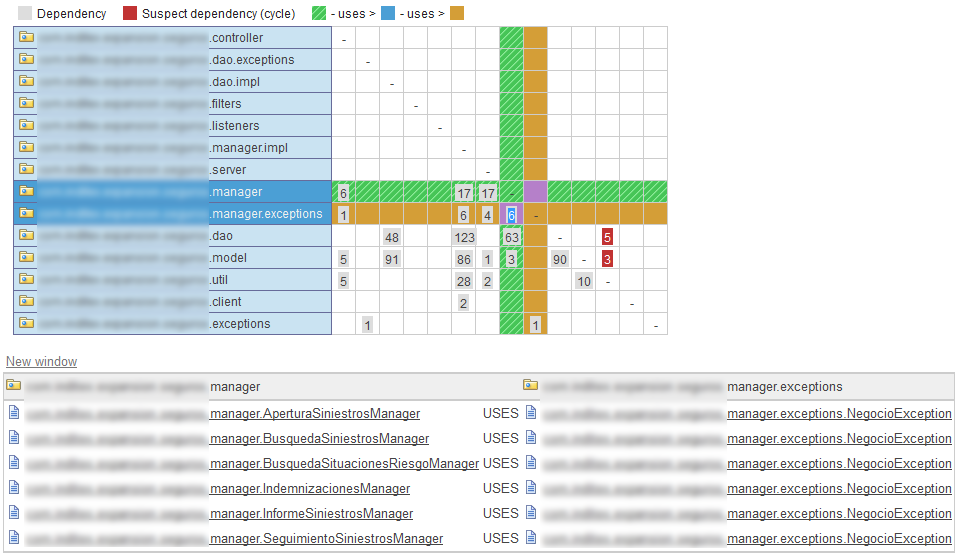 Dependency Suspect dependency (cycle) - uses > - uses >
.controller -
.dao.exceptions -
.dao.impl -
.filters -
.listeners -
.manager.impl -
.server -
.manager 6 17 17 -
.manager.exceptions 1 6 4 6 -
.dao 48 123 63 - 5
.model 5 91 86 1 3 90 - 3
.util 5 28 2 10 -
.client 2 -
.exceptions 1 1 -
New window
manager manager.exceptions
manager.AperturaSiniestrosManager USES manager.exceptions.NegocioException
manager.BusquedaSiniestrosManager USES manager.exceptions.NegocioException
manager.BusquedaSituacionesRiesgoManager USES manager.exceptions.NegocioException
manager.IndemnizacionesManager USES manager.exceptions.NegocioException
manager.InformeSiniestrosManager USES manager.exceptions.NegocioException
manager.SeguimientoSiniestrosManager USES manager.exceptions.NegocioException